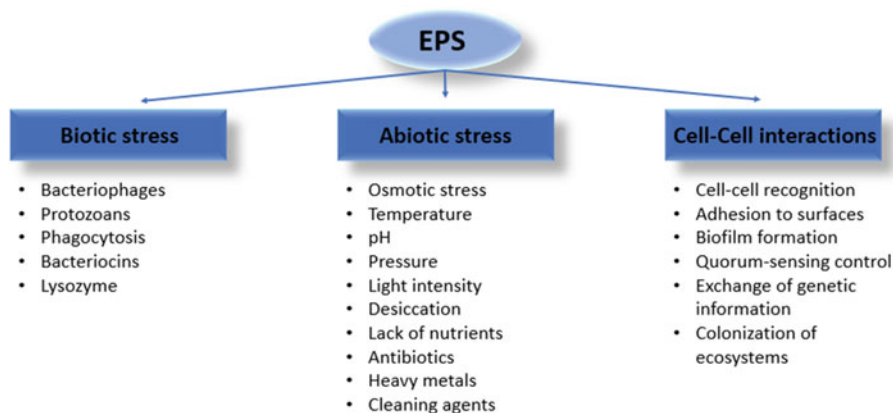 EPS
Biotic stress
• Bacteriophages
• Protozoans
• Phagocytosis
• Bacteriocins
• Lysozyme
Abiotic stress
• Osmotic stress
• Temperature
• pH
• Pressure
• Light intensity
• Desiccation
• Lack of nutrients
• Antibiotics
• Heavy metals
• Cleaning agents
Cell-Cell interactions
• Cell-cell recognition
• Adhesion to surfaces
• Biofilm formation
• Quorum-sensing control
• Exchange of genetic
information
• Colonization of
ecosystems